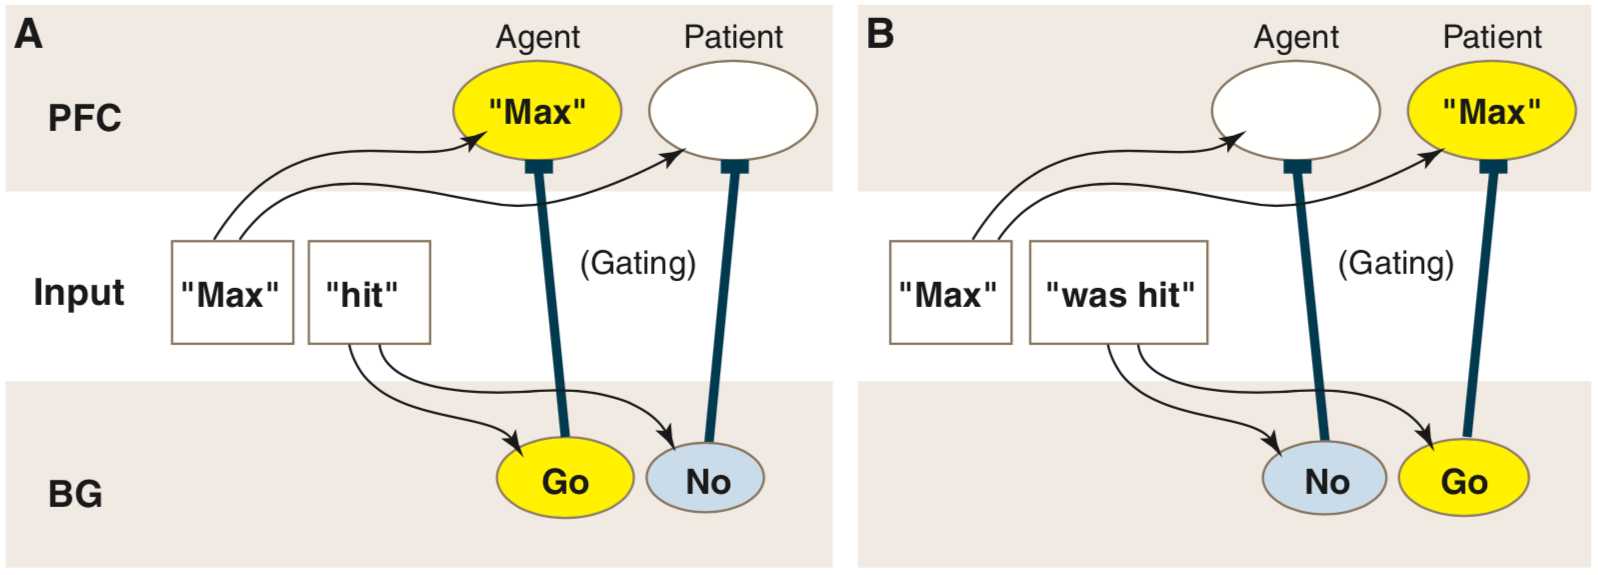 A
Agent Patient
PFC "Max"
(Gating)
Input "Max" "hit"
BG Go No
B
Agent Patient
"Max"
(Gating)
"Max" "was hit"
No Go